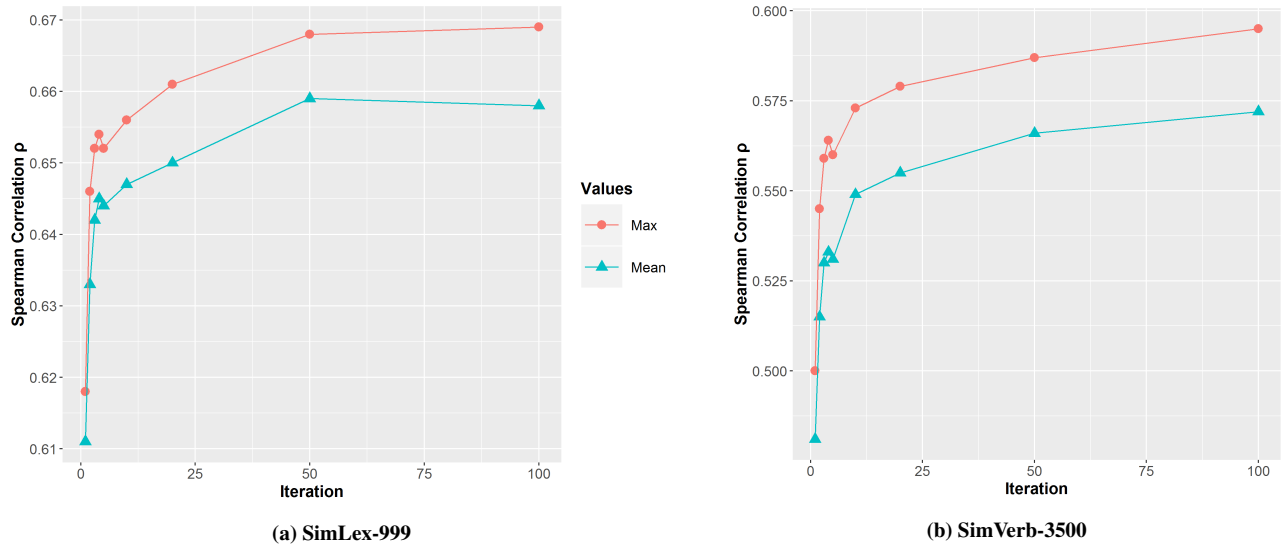 0.67
0.66
0.65
0.64
0.63
0.62
0.61
Spearman Correlation ρ
0 25 50 75 100
Iteration
Values
Max
Mean
(a) SimLex-999
0.600
0.575
0.550
0.525
0.500
Spearman Correlation ρ
0 25 50 75 100
Iteration
(b) SimVerb-3500